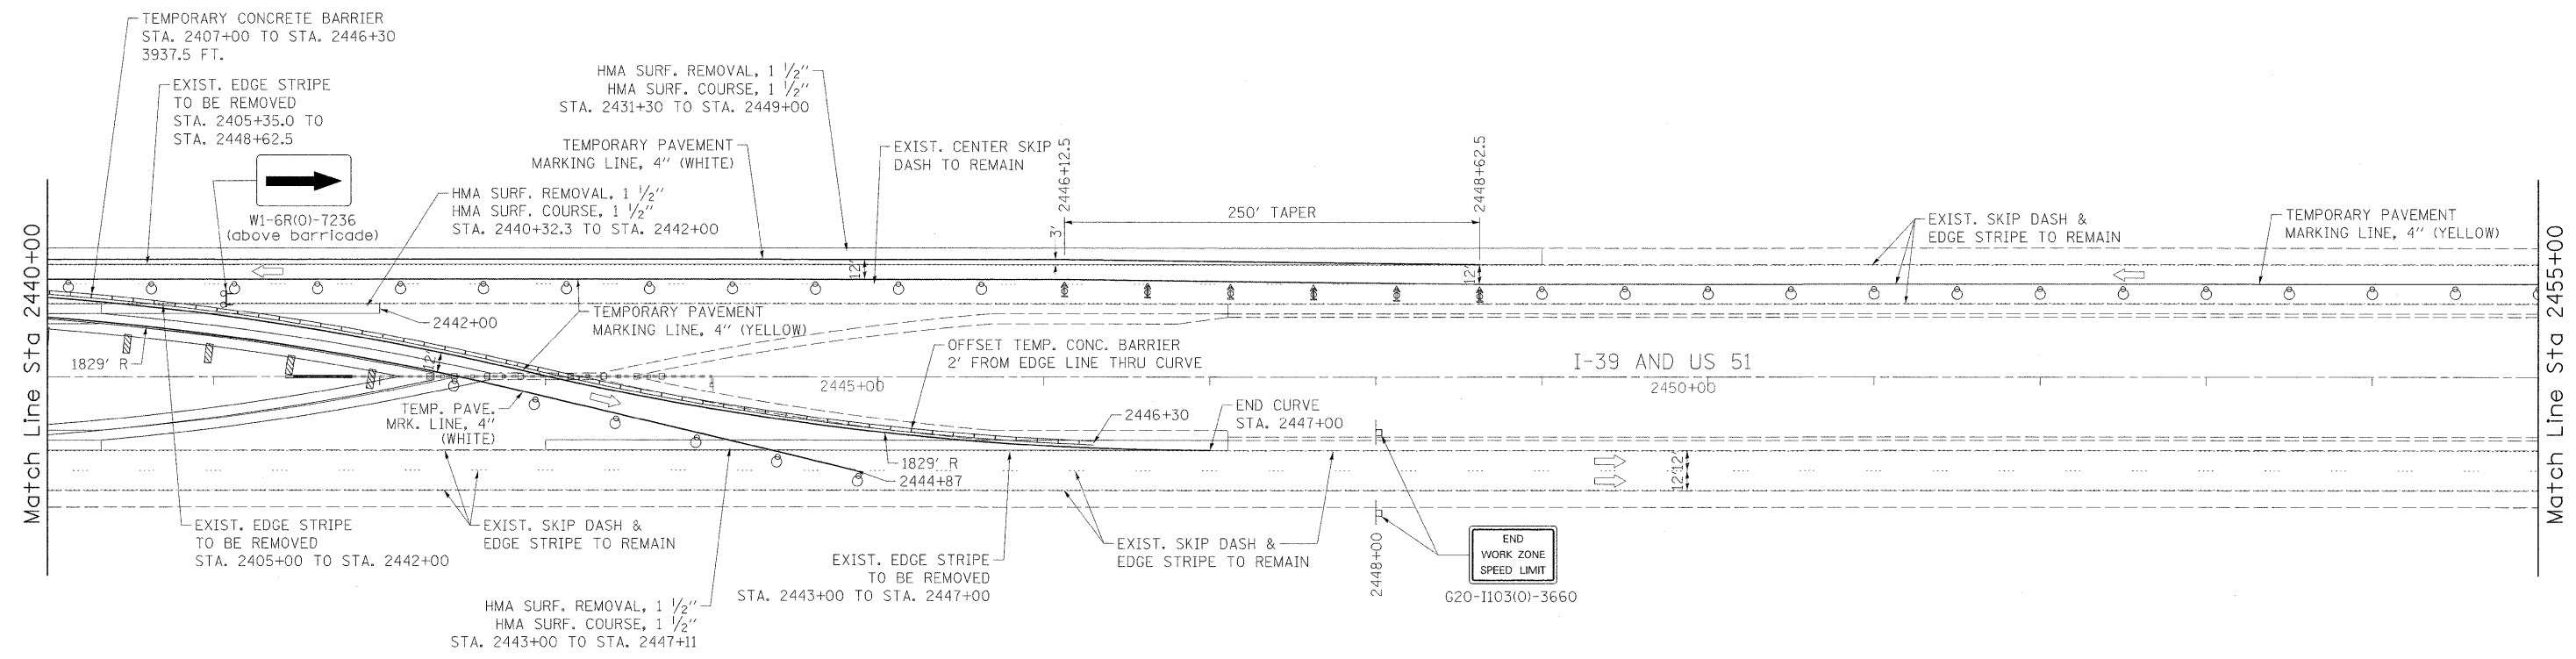 TEMPORARY CONCRETE BARRIER
STA. 2407+00 TO STA. 2446+30
3937.5 FT.
EXIST. EDGE STRIPE
TO BE REMOVED
STA. 2405+35.0 TO
STA. 2448+62.5
W1-6R(O)-7236
(above barricade)
HMA SURF. REMOVAL, 1 1/2"
HMA SURF. COURSE, 1 1/2"
STA. 2431+30 TO STA. 2449+00
TEMPORARY PAVEMENT
MARKING LINE, 4" (WHITE)
HMA SURF. REMOVAL, 1 1/2"
HMA SURF. COURSE, 1 1/2"
STA. 2440+32.3 TO STA. 2442+00
EXIST. CENTER SKIP
DASH TO REMAIN
2446+12.5
250' TAPER
2448+62.5
3'
12'
12'
EXIST. SKIP DASH &
EDGE STRIPE TO REMAIN
TEMPORARY PAVEMENT
MARKING LINE, 4" (YELLOW)
Match Line Sta 2440+00
Match Line Sta 2455+00
2442+00
TEMPORARY PAVEMENT
MARKING LINE, 4" (YELLOW)
1829' R
12'
OFFSET TEMP. CONC. BARRIER
2' FROM EDGE LINE THRU CURVE
2445+00
I-39 AND US 51
2450+00
TEMP. PAVE.
MRK. LINE, 4"
(WHITE)
2446+30
END CURVE
STA. 2447+00
1829' R
2444+87
12'
12'
EXIST. EDGE STRIPE
TO BE REMOVED
STA. 2405+00 TO STA. 2442+00
EXIST. SKIP DASH &
EDGE STRIPE TO REMAIN
EXIST. EDGE STRIPE
TO BE REMOVED
STA. 2443+00 TO STA. 2447+00
EXIST. SKIP DASH &
EDGE STRIPE TO REMAIN
2448+00
END
WORK ZONE
SPEED LIMIT
G20-I103(O)-3660
HMA SURF. REMOVAL, 1 1/2"
HMA SURF. COURSE, 1 1/2"
STA. 2443+00 TO STA. 2447+11